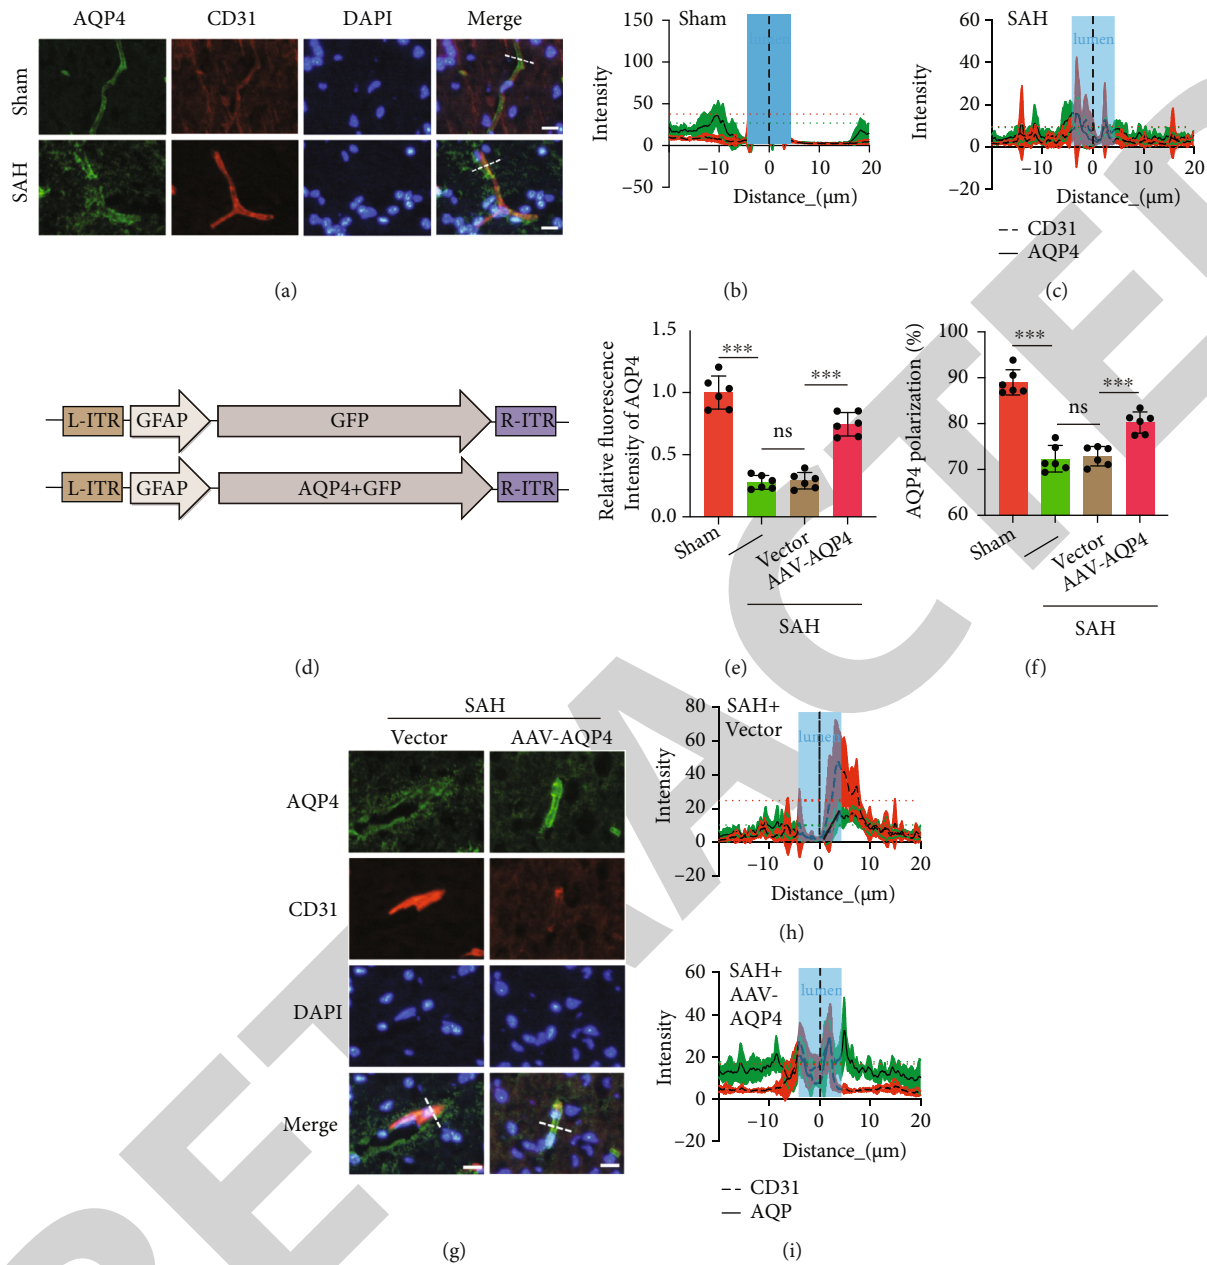 AQP4 CD31 DAPI Merge
Sham
SAH
(a)
Sham
lumen
150
100
50
0
−50
Intensity
0 10 20 −10
Distance_(μm)
(b)
SAH
lumen
60
40
20
0
−20
Intensity
−10 0 10 20
Distance_(μm)
CD31
AQP4
(c)
L-ITR GFAP GFP R-ITR
L-ITR GFAP AQP4+GFP R-ITR
(d)
Relative fluorescence
Intensity of AQP4
1.5
1.0
0.5
0.0
*** ns ***
Sham / Vector AAV-AQP4
SAH
(e)
AQP4 polarization (%)
100
90
80
70
60
*** ns ***
Sham / Vector AAV-AQP4
SAH
(f)
SAH
Vector AAV-AQP4
AQP4
CD31
DAPI
Merge
(g)
SAH+
Vector
lumen
80
60
40
20
0
−20
Intensity
−10 0 10 20
Distance_(μm)
(h)
SAH+
AAV-
AQP4
lumen
60
40
20
0
−20
Intensity
−10 0 10 20
Distance_(μm)
CD31
AQP
(i)
RETRACTED